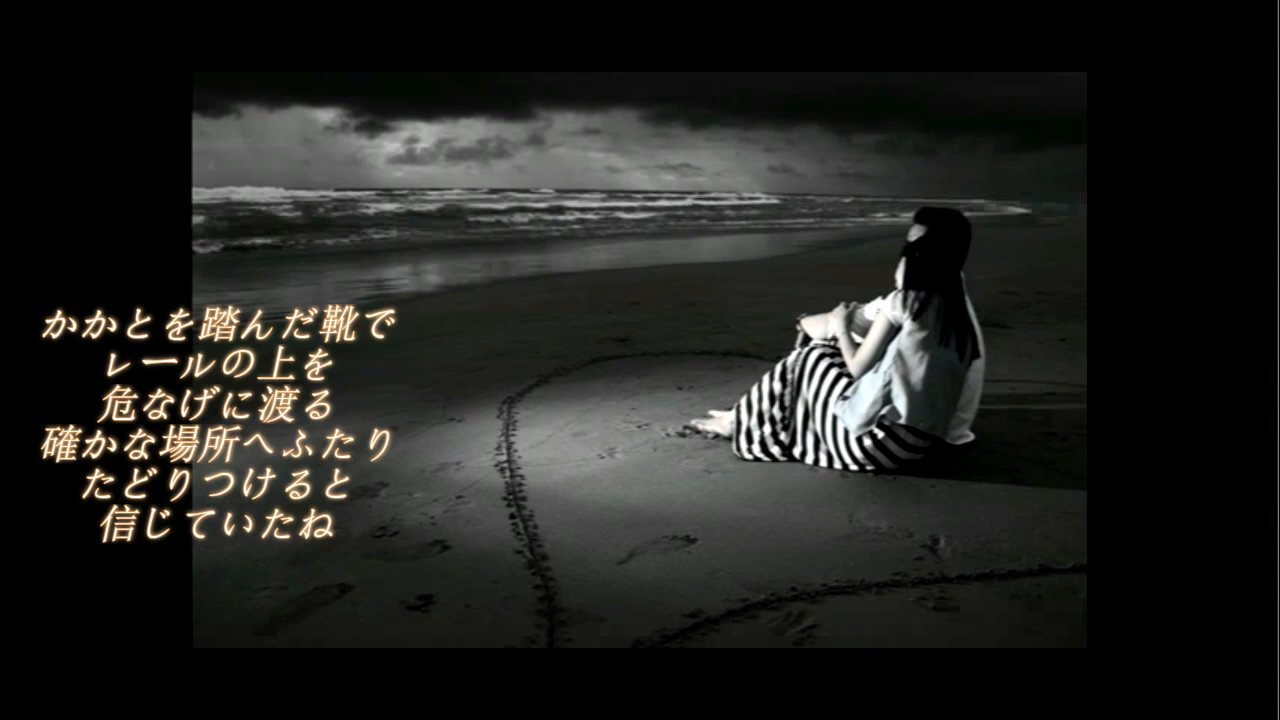 かかとを踏んだ靴で
レールの上を
危なげに渡る
確かな場所へふたり
たどりつけると
信じていたね